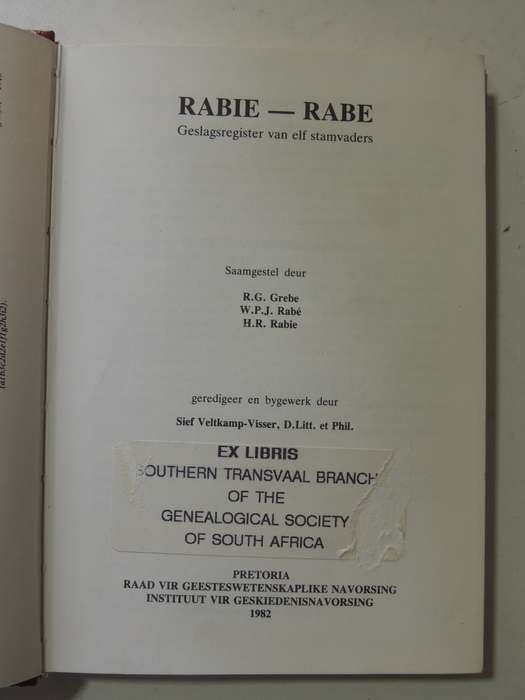 RABIE — RABE
Geslagsregister van elf stamvaders
Saamgestel deur
R.G. Grebe
W.P.J. Rabé
H.R. Rabie
geredigeer en bygewerk deur
Sief Veltkamp-Visser, D.Litt. et Phil.
EX LIBRIS
SOUTHERN TRANSVAAL BRANCH
OF THE
GENEALOGICAL SOCIETY
OF SOUTH AFRICA
PRETORIA
RAAD VIR GEESTESWETENSKAPLIKE NAVORSING
INSTITUUT VIR GESKIEDENISNAVORSING
1982